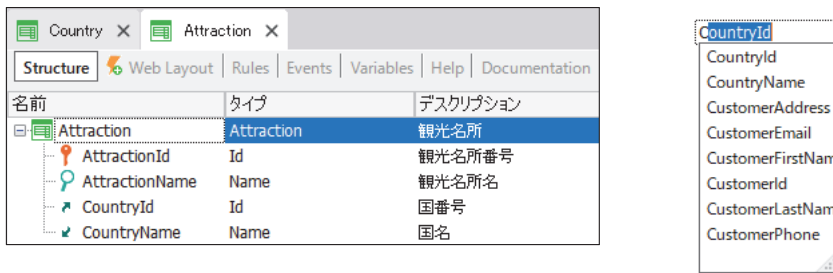 Country Attraction
Structure Web Layout Rules Events Variables Help Documentation
名前 タイプ デスクリプション
Attraction Attraction 観光名所
AttractionId Id 観光名所番号
AttractionName Name 観光名所名
CountryId Id 国番号
CountryName Name 国名
CountryId
CountryId
CountryName
CustomerAddress
CustomerEmail
CustomerFirstNam
CustomerId
CustomerLastNam
CustomerPhone